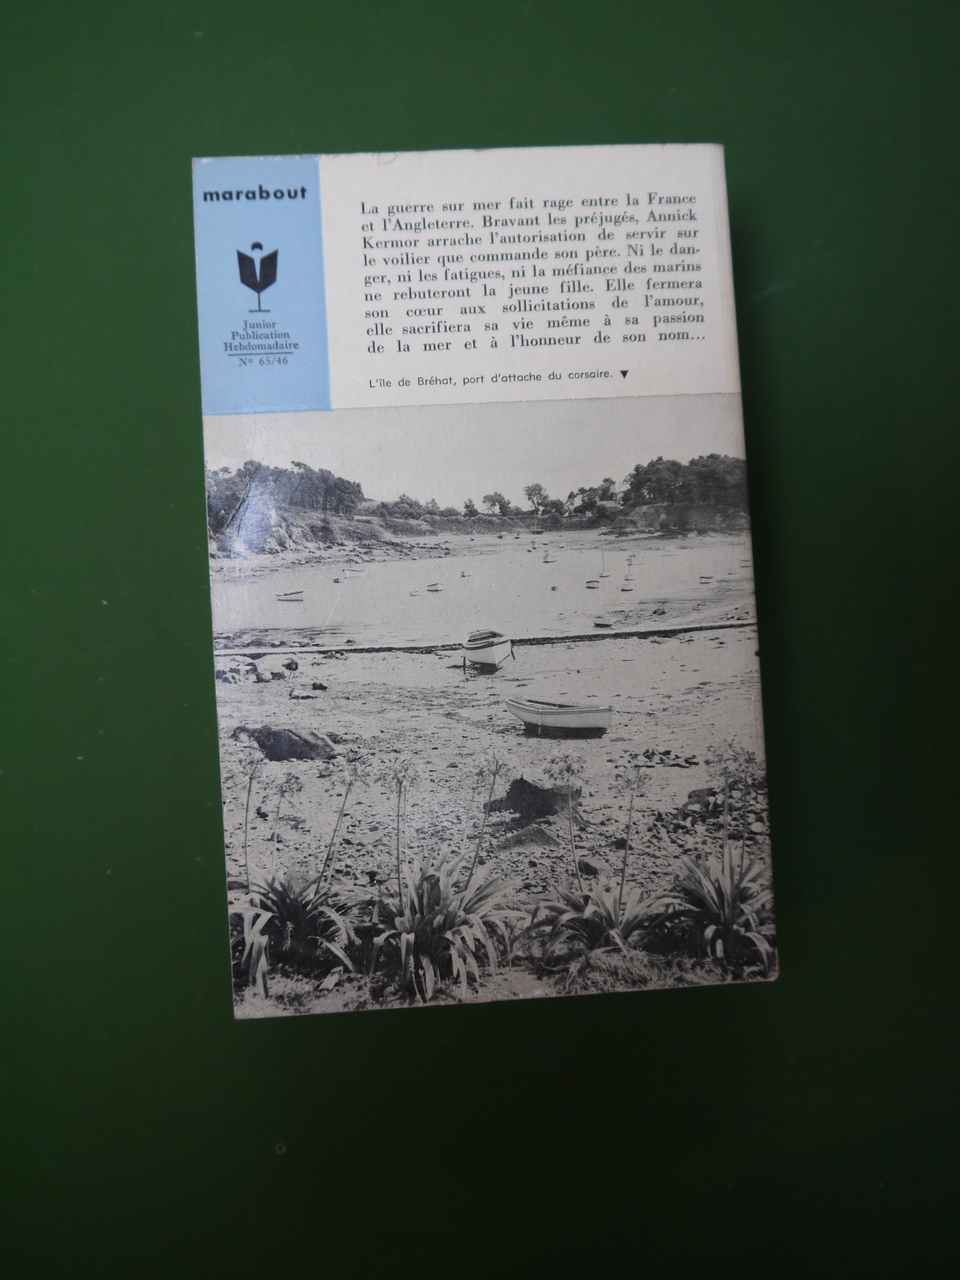 marabout
Junior
Publication
Hebdomadaire
Nº 65/46
La guerre sur mer fait rage entre la France
et l'Angleterre. Bravant les préjugés, Annick
Kermor arrache l'autorisation de servir sur
le voilier que commande son père. Ni le dan-
ger, ni les fatigues, ni la méfiance des marins
ne rebuteront la jeune fille. Elle fermera
son cœur aux sollicitations de l'amour,
elle sacrifiera sa vie même à sa passion
de la mer et à l'honneur de son nom...
L'île de Bréhat, port d'attache du corsaire. ▼